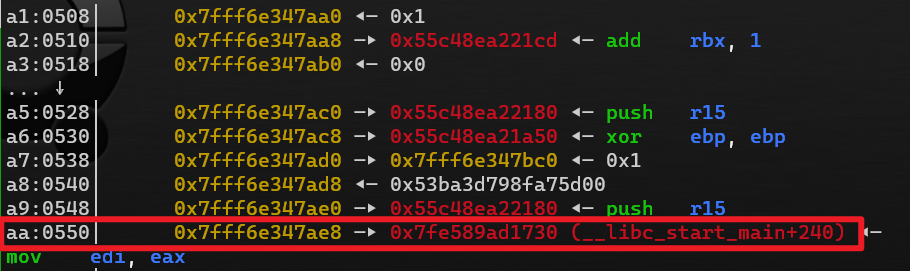 a1:0508│ 0x7fff6e347aa0 ◂— 0x1
a2:0510│ 0x7fff6e347aa8 —▸ 0x55c48ea221cd ◂— add rbx, 1
a3:0518│ 0x7fff6e347ab0 ◂— 0x0
... ↓
a5:0528│ 0x7fff6e347ac0 —▸ 0x55c48ea22180 ◂— push r15
a6:0530│ 0x7fff6e347ac8 —▸ 0x55c48ea21a50 ◂— xor ebp, ebp
a7:0538│ 0x7fff6e347ad0 —▸ 0x7fff6e347bc0 ◂— 0x1
a8:0540│ 0x7fff6e347ad8 ◂— 0x53ba3d798fa75d00
a9:0548│ 0x7fff6e347ae0 —▸ 0x55c48ea22180 ◂— push r15
aa:0550│ 0x7fff6e347ae8 —▸ 0x7fe589ad1730 (__libc_start_main+240) ◂—
mov edi, eax